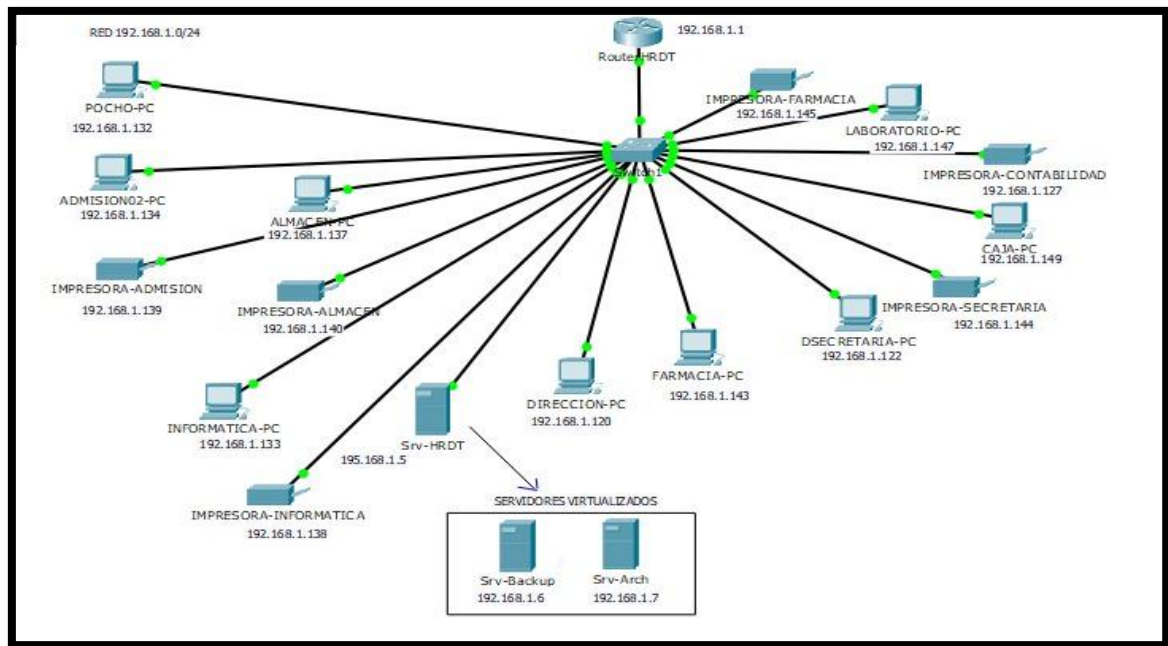 RED 192.168.1.0/24
192.168.1.1
RouterHRDT
POCHO-PC
192.168.1.132
IMPRESORA-FARMACIA
192.168.1.145
LABORATORIO-PC
192.168.1.147
Switch1
IMPRESORA-CONTABILIDAD
192.168.1.127
ADMISION02-PC
192.168.1.134
ALMACEN-PC
192.168.1.137
CAJA-PC
192.168.1.149
IMPRESORA-ADMISION
192.168.1.139
IMPRESORA-ALMACEN
192.168.1.140
IMPRESORA-SECRETARIA
192.168.1.144
DSECRETARIA-PC
192.168.1.122
FARMACIA-PC
192.168.1.143
DIRECCION-PC
192.168.1.120
INFORMATICA-PC
192.168.1.133
Srv-HRDT
195.168.1.5
IMPRESORA-INFORMATICA
192.168.1.138
SERVIDORES VIRTUALIZADOS
Srv-Backup
192.168.1.6
Srv-Arch
192.168.1.7